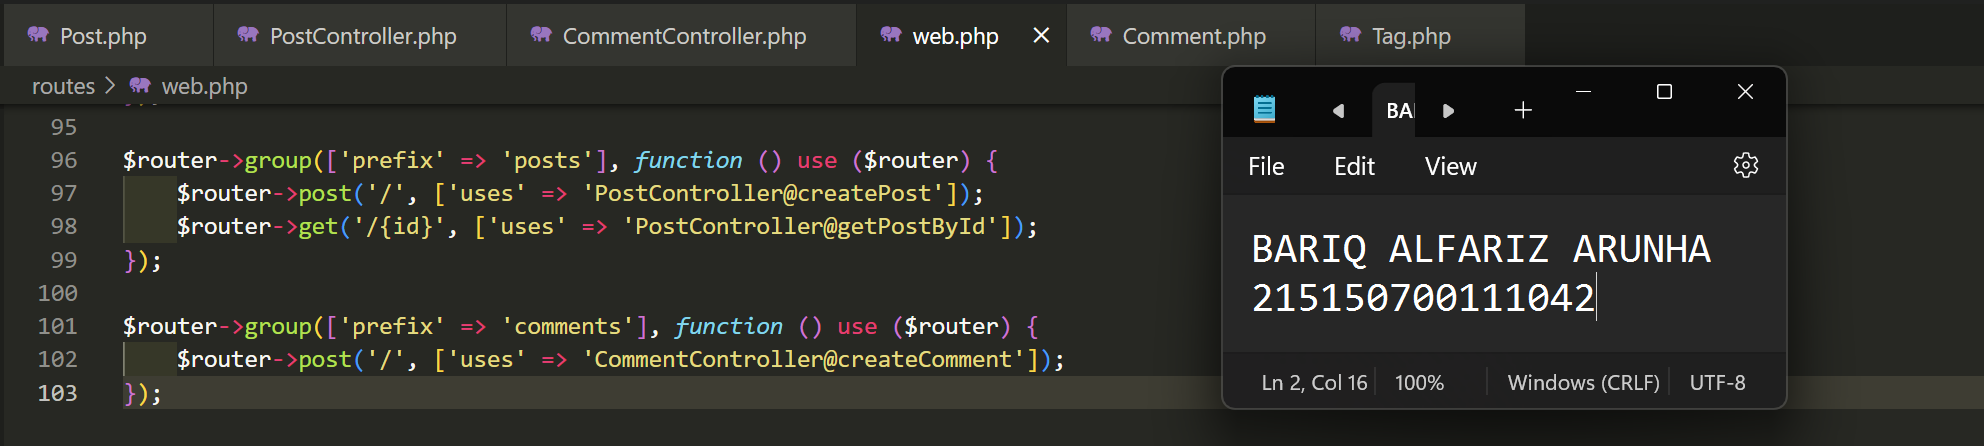 Post.php
PostController.php
CommentController.php
web.php
Comment.php
Tag.php
routes > web.php
95
96 $router->group(['prefix' => 'posts'], function () use ($router) {
97 $router->post('/', ['uses' => 'PostController@createPost']);
98 $router->get('/{id}', ['uses' => 'PostController@getPostById']);
99 });
100
101 $router->group(['prefix' => 'comments'], function () use ($router) {
102 $router->post('/', ['uses' => 'CommentController@createComment']);
103 });
BA
File Edit View
BARIQ ALFARIZ ARUNHA
215150700111042
Ln 2, Col 16 100% Windows (CRLF) UTF-8